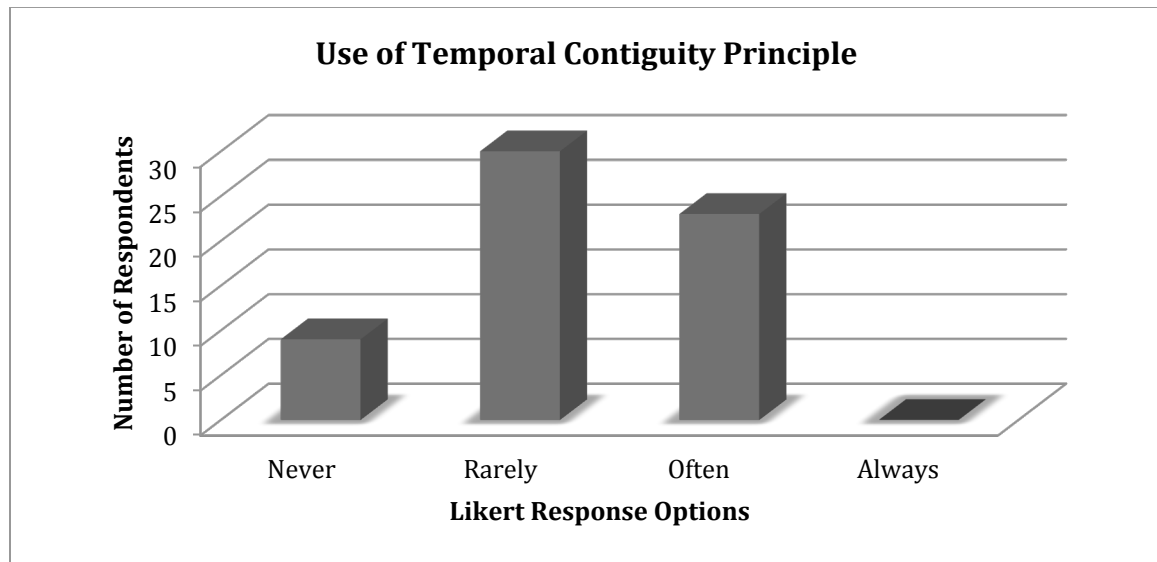 Use of Temporal Contiguity Principle
Number of Respondents
30
25
20
15
10
5
0
Never Rarely Often Always
Likert Response Options